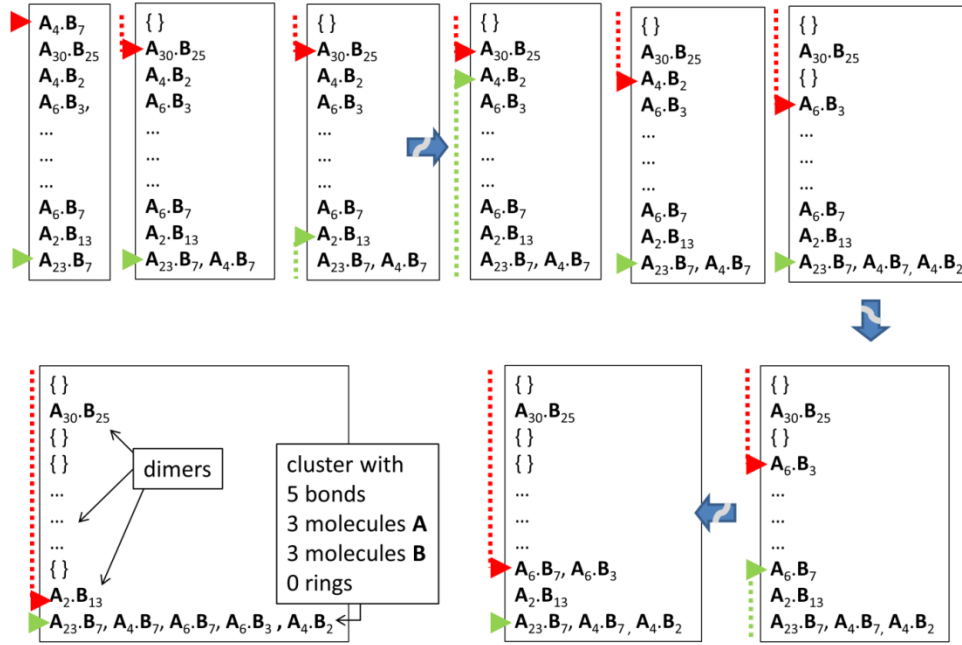 A₄.B₇
A₃₀.B₂₅
A₄.B₂
A₆.B₃,
...
...
...
A₆.B₇
A₂.B₁₃
A₂₃.B₇
{ }
A₃₀.B₂₅
A₄.B₂
A₆.B₃
...
...
...
A₆.B₇
A₂.B₁₃
A₂₃.B₇, A₄.B₇
{ }
A₃₀.B₂₅
A₄.B₂
A₆.B₃
...
...
...
A₆.B₇
A₂.B₁₃
A₂₃.B₇, A₄.B₇
{ }
A₃₀.B₂₅
A₄.B₂
A₆.B₃
...
...
...
A₆.B₇
A₂.B₁₃
A₂₃.B₇, A₄.B₇
{ }
A₃₀.B₂₅
A₄.B₂
A₆.B₃
...
...
...
A₆.B₇
A₂.B₁₃
A₂₃.B₇, A₄.B₇
{ }
A₃₀.B₂₅
{ }
A₆.B₃
...
...
...
A₆.B₇
A₂.B₁₃
A₂₃.B₇, A₄.B₇, A₄.B₂
{ }
A₃₀.B₂₅
{ }
A₆.B₃
...
...
...
A₆.B₇
A₂.B₁₃
A₂₃.B₇, A₄.B₇, A₄.B₂
{ }
A₃₀.B₂₅
{ }
{ }
...
...
...
A₆.B₇, A₆.B₃
A₂.B₁₃
A₂₃.B₇, A₄.B₇, A₄.B₂
{ }
A₃₀.B₂₅
{ }
{ }
...
...
...
{ }
A₂.B₁₃
A₂₃.B₇, A₄.B₇, A₆.B₇, A₆.B₃ , A₄.B₂
dimers
cluster with
5 bonds
3 molecules A
3 molecules B
0 rings